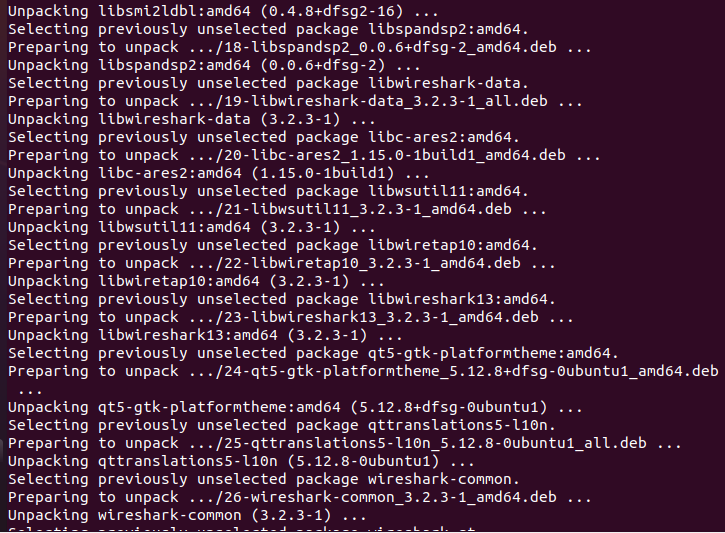 Unpacking libsmi2ldbl:amd64 (0.4.8+dfsg2-16) ...
Selecting previously unselected package libspandsp2:amd64.
Preparing to unpack .../18-libspandsp2_0.0.6+dfsg-2_amd64.deb ...
Unpacking libspandsp2:amd64 (0.0.6+dfsg-2) ...
Selecting previously unselected package libwireshark-data.
Preparing to unpack .../19-libwireshark-data_3.2.3-1_all.deb ...
Unpacking libwireshark-data (3.2.3-1) ...
Selecting previously unselected package libc-ares2:amd64.
Preparing to unpack .../20-libc-ares2_1.15.0-1build1_amd64.deb ...
Unpacking libc-ares2:amd64 (1.15.0-1build1) ...
Selecting previously unselected package libwsutil11:amd64.
Preparing to unpack .../21-libwsutil11_3.2.3-1_amd64.deb ...
Unpacking libwsutil11:amd64 (3.2.3-1) ...
Selecting previously unselected package libwiretap10:amd64.
Preparing to unpack .../22-libwiretap10_3.2.3-1_amd64.deb ...
Unpacking libwiretap10:amd64 (3.2.3-1) ...
Selecting previously unselected package libwireshark13:amd64.
Preparing to unpack .../23-libwireshark13_3.2.3-1_amd64.deb ...
Unpacking libwireshark13:amd64 (3.2.3-1) ...
Selecting previously unselected package qt5-gtk-platformtheme:amd64.
Preparing to unpack .../24-qt5-gtk-platformtheme_5.12.8+dfsg-0ubuntu1_amd64.deb
...
Unpacking qt5-gtk-platformtheme:amd64 (5.12.8+dfsg-0ubuntu1) ...
Selecting previously unselected package qttranslations5-l10n.
Preparing to unpack .../25-qttranslations5-l10n_5.12.8-0ubuntu1_all.deb ...
Unpacking qttranslations5-l10n (5.12.8-0ubuntu1) ...
Selecting previously unselected package wireshark-common.
Preparing to unpack .../26-wireshark-common_3.2.3-1_amd64.deb ...
Unpacking wireshark-common (3.2.3-1) ...